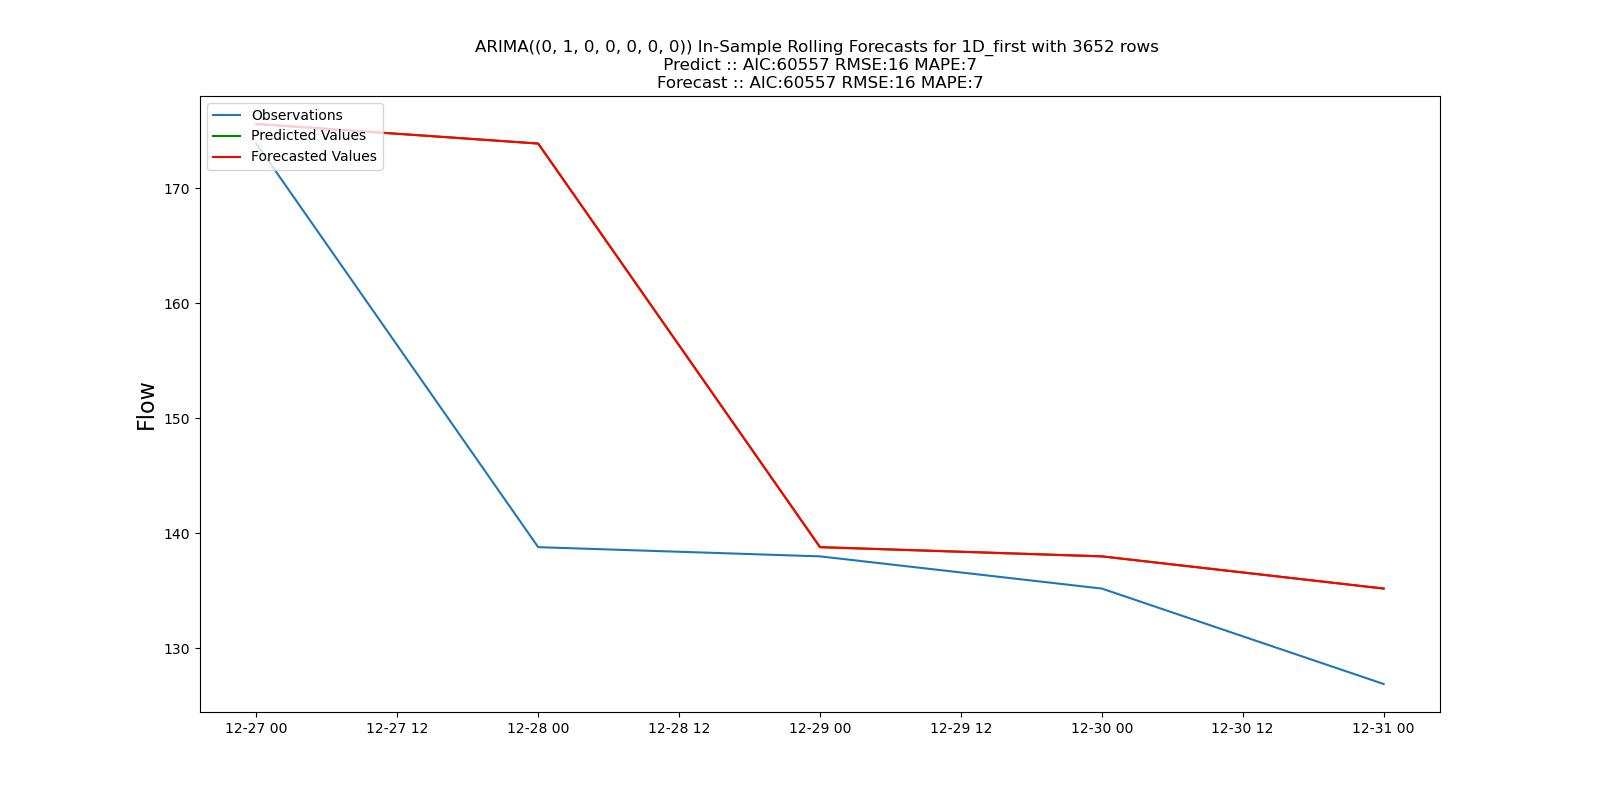 ARIMA((0, 1, 0, 0, 0, 0, 0)) In-Sample Rolling Forecasts for 1D_first with 3652 rows
Predict :: AIC:60557 RMSE:16 MAPE:7
Forecast :: AIC:60557 RMSE:16 MAPE:7
Observations
Predicted Values
Forecasted Values
170
160
150
140
130
Flow
12-27 00
12-27 12
12-28 00
12-28 12
12-29 00
12-29 12
12-30 00
12-30 12
12-31 00